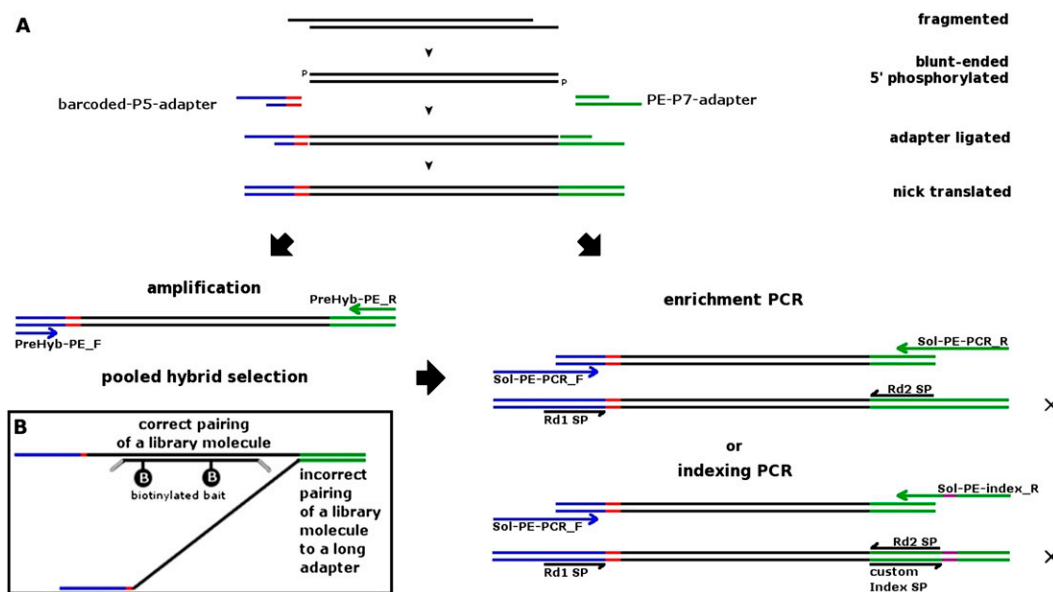 A
fragmented
P
P
blunt-ended
5' phosphorylated
barcoded-P5-adapter
PE-P7-adapter
adapter ligated
nick translated
amplification
PreHyb-PE_R
PreHyb-PE_F
pooled hybrid selection
enrichment PCR
Sol-PE-PCR_R
Sol-PE-PCR_F
Rd2 SP
Rd1 SP
or
indexing PCR
Sol-PE-index_R
Sol-PE-PCR_F
Rd2 SP
Rd1 SP
custom
Index SP
B
correct pairing
of a library molecule
B
B
biotinylated bait
incorrect
pairing
of a library
molecule
to a long
adapter